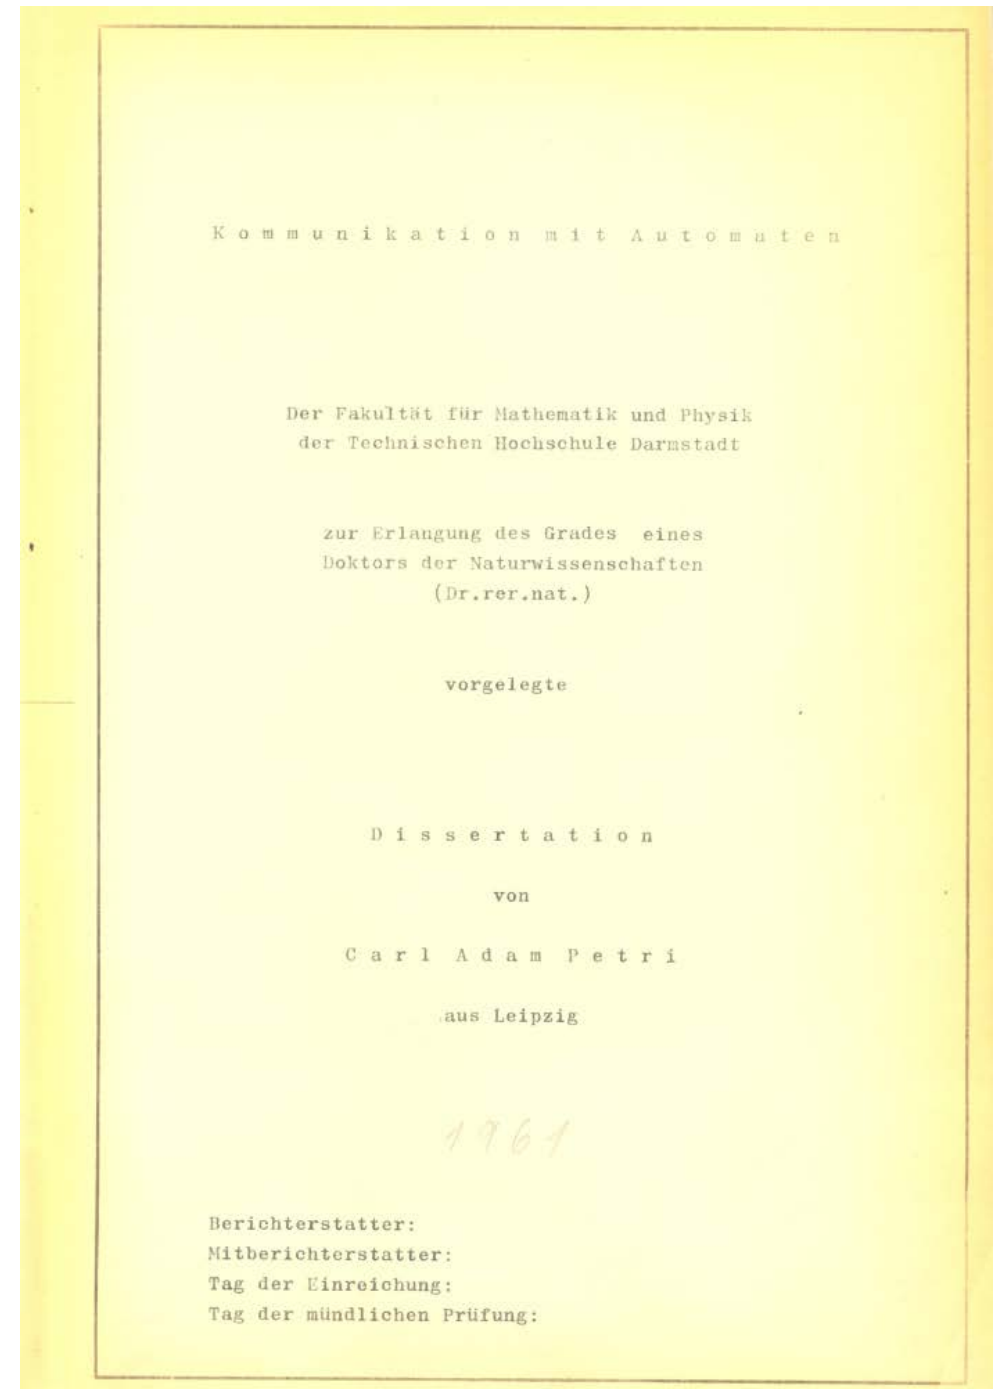 Kommunikation mit Automaten
Der Fakultät für Mathematik und Physik
der Technischen Hochschule Darmstadt
zur Erlangung des Grades eines
Doktors der Naturwissenschaften
(Dr.rer.nat.)
vorgelegte
Dissertation
von
Carl Adam Petri
aus Leipzig
1961
Berichterstatter:
Mitberichterstatter:
Tag der Einreichung:
Tag der mündlichen Prüfung: